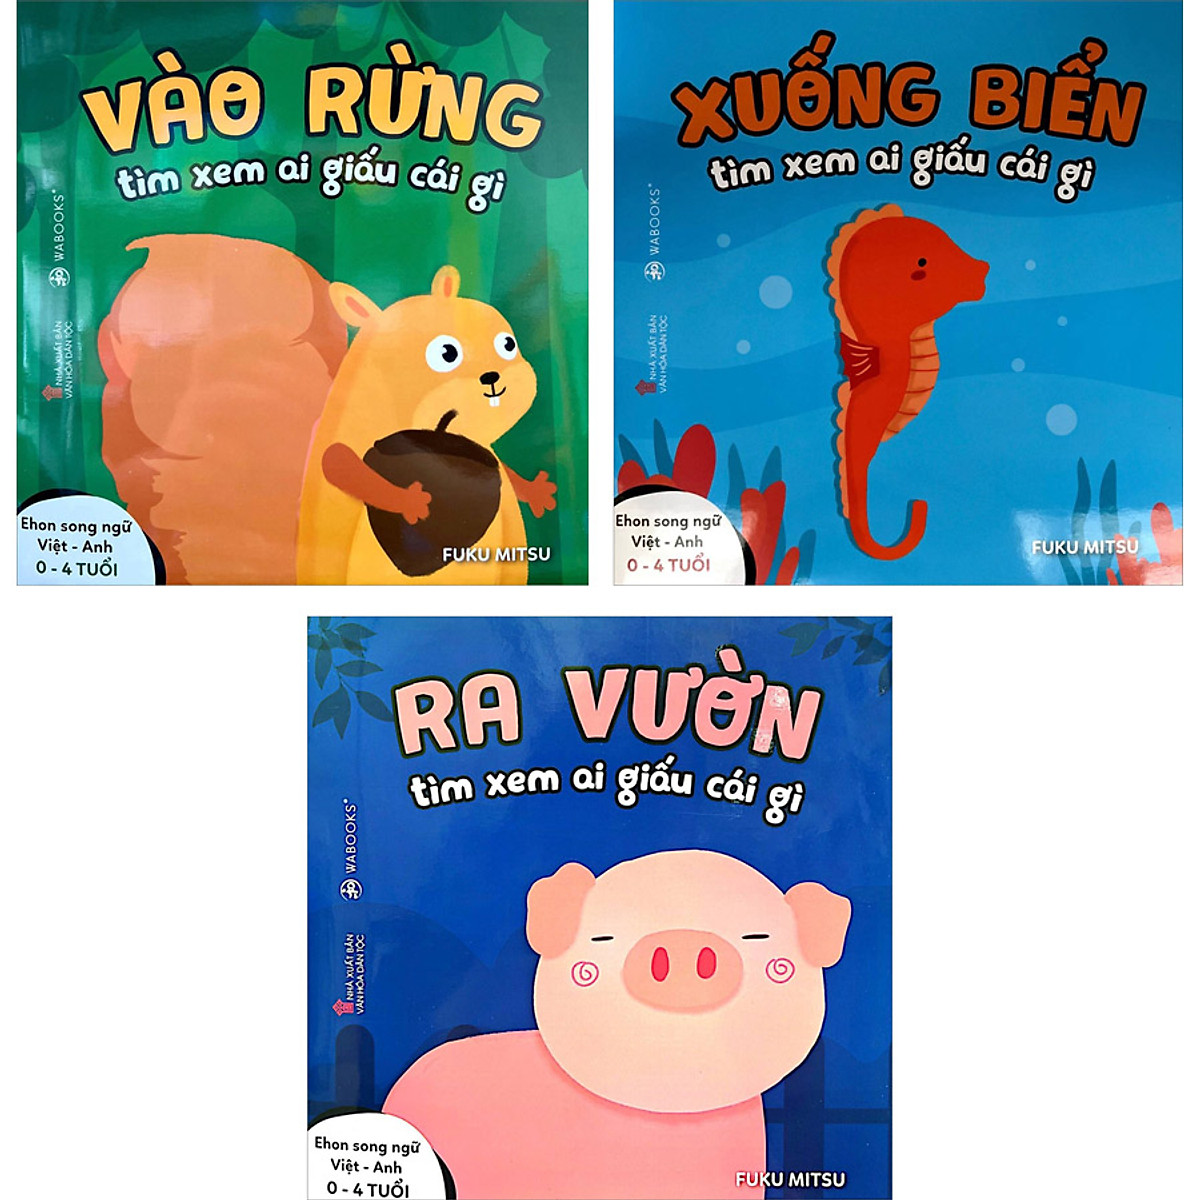 VÀO RỪNG
tìm xem ai giấu cái gì
WABOOKS®
NHÀ XUẤT BẢN
VĂN HÓA DÂN TỘC
Ehon song ngữ
Việt - Anh
0 - 4 TUỔI
FUKU MITSU
XUỐNG BIỂN
tìm xem ai giấu cái gì
WABOOKS®
NHÀ XUẤT BẢN
VĂN HÓA DÂN TỘC
Ehon song ngữ
Việt - Anh
0 - 4 TUỔI
FUKU MITSU
RA VƯỜN
tìm xem ai giấu cái gì
WABOOKS®
NHÀ XUẤT BẢN
VĂN HÓA DÂN TỘC
Ehon song ngữ
Việt - Anh
0 - 4 TUỔI
FUKU MITSU